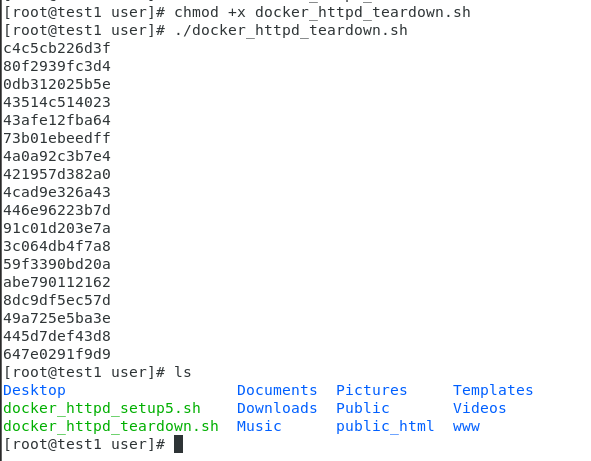 [root@test1 user]# chmod +x docker_httpd_teardown.sh
[root@test1 user]# ./docker_httpd_teardown.sh
c4c5cb226d3f
80f2939fc3d4
0db312025b5e
43514c514023
43afe12fba64
73b01ebeedff
4a0a92c3b7e4
421957d382a0
4cad9e326a43
446e96223b7d
91c01d203e7a
3c064db4f7a8
59f3390bd20a
abe790112162
8dc9df5ec57d
49a725e5ba3e
445d7def43d8
647e0291f9d9
[root@test1 user]# ls
Desktop                   Documents  Pictures     Templates
docker_httpd_setup5.sh    Downloads  Public       Videos
docker_httpd_teardown.sh  Music      public_html  www
[root@test1 user]#